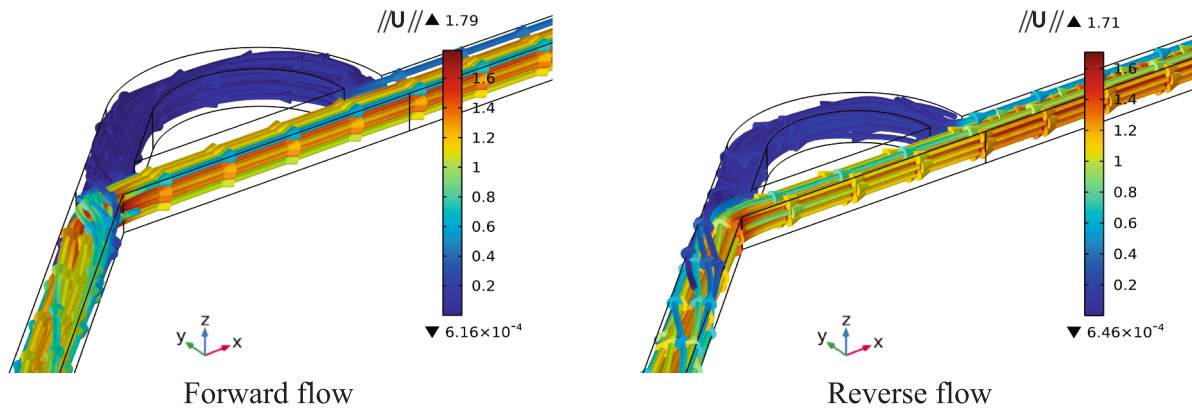 //U// ▲ 1.79
1.6
1.4
1.2
1
0.8
0.6
0.4
0.2
▼ 6.16×10⁻⁴
z
y
x
Forward flow
//U// ▲ 1.71
1.6
1.4
1.2
1
0.8
0.6
0.4
0.2
▼ 6.46×10⁻⁴
z
y
x
Reverse flow